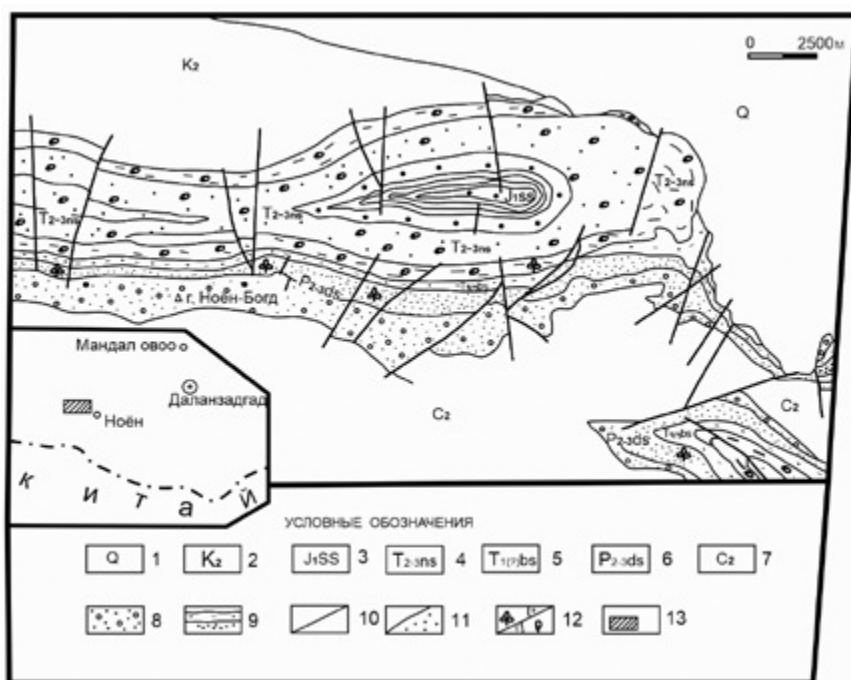 0 2500м
K₂
Q
J₁SS
T₂₋₃ns
T₂₋₃ns
T₂₋₃ns
T₂₋₃ns
P₂₋₃ds
г. Ноён-Богд
Мандал овоо
Даланзадгад
Ноён
К И Т а Й
C₂
C₂
P₂₋₃ds
УСЛОВНЫЕ ОБОЗНАЧЕНИЯ
Q 1 K₂ 2 J₁SS 3 T₂₋₃ns 4 T₁₍?₎bs 5 P₂₋₃ds 6 C₂ 7
8 9 10 11 12 13